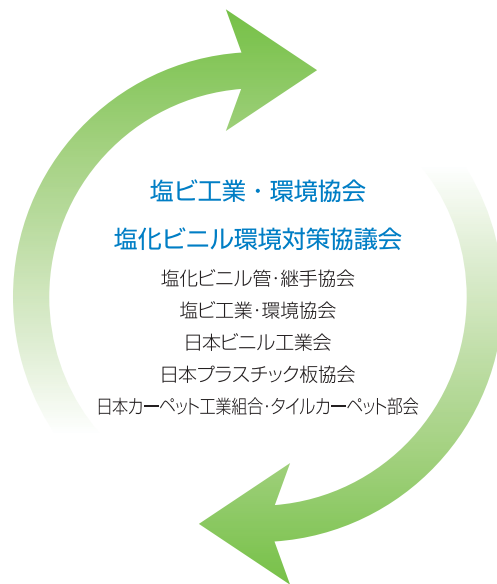 塩ビ工業・環境協会
塩化ビニル環境対策協議会
塩化ビニル管・継手協会
塩ビ工業・環境協会
日本ビニル工業会
日本プラスチック板協会
日本カーペット工業組合・タイルカーペット部会